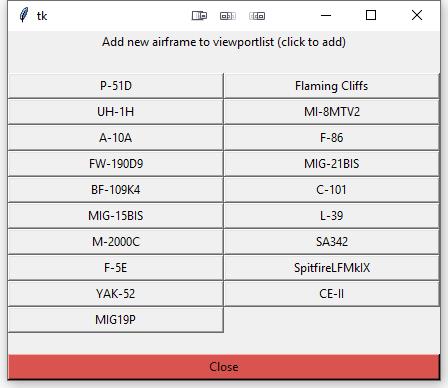 tk
Add new airframe to viewportlist (click to add)
P-51D
Flaming Cliffs
UH-1H
MI-8MTV2
A-10A
F-86
FW-190D9
MIG-21BIS
BF-109K4
C-101
MIG-15BIS
L-39
M-2000C
SA342
F-5E
SpitfireLFMkIX
YAK-52
CE-II
MIG19P
Close